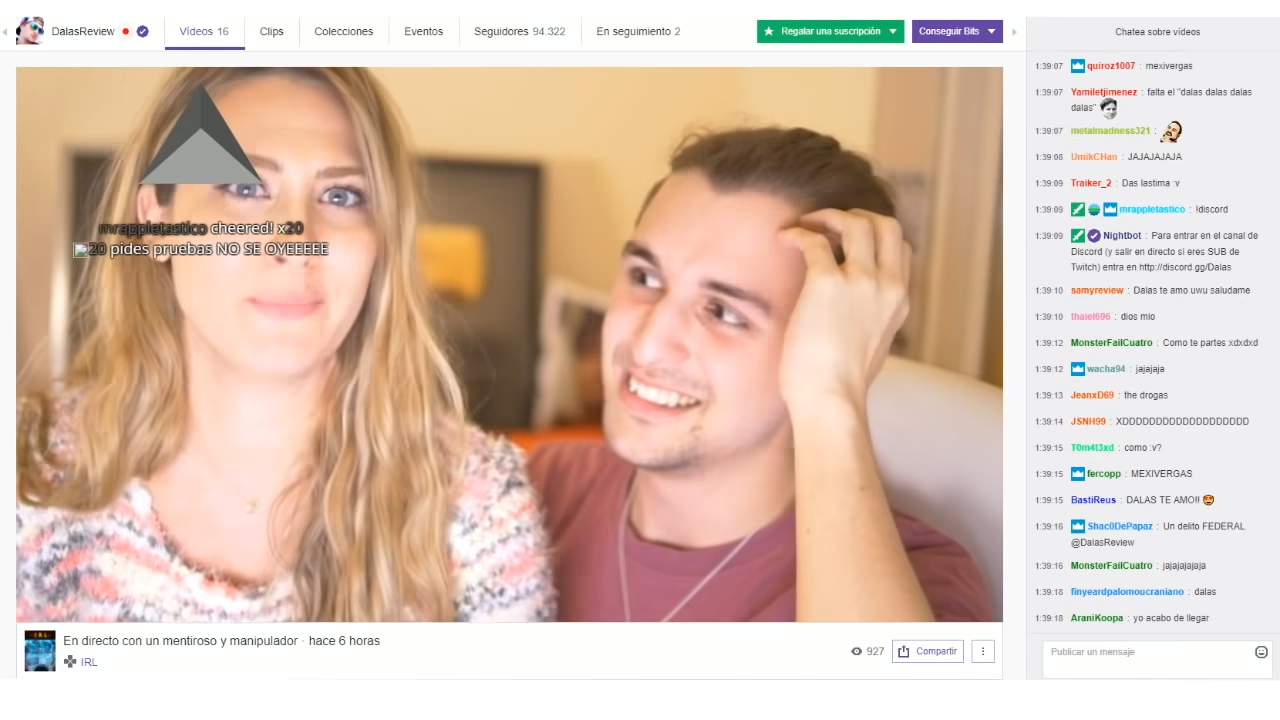 DalasReview
Vídeos 16
Clips
Colecciones
Eventos
Seguidores 94.322
En seguimiento 2
Regalar una suscripción
Conseguir Bits
mrappletastico cheered! x20
20 pides pruebas NO SE OYEEEEE
En directo con un mentiroso y manipulador · hace 6 horas
IRL
IRL
927
Compartir
Chatea sobre vídeos
1:39:07 quiroz1007 : mexivergas
1:39:07 Yamiletjimenez : falta el "dalas dalas dalas
dalas"
1:39:07 metalmadness321 :
1:39:08 UmikCHan : JAJAJAJAJA
1:39:09 Traiker_2 : Das lastima :v
1:39:09 mrappletastico : !discord
1:39:09 Nightbot : Para entrar en el canal de
Discord (y salir en directo si eres SUB de
Twitch) entra en http://discord.gg/Dalas
1:39:10 samyreview : Dalas te amo uwu saludame
1:39:10 thaiel696 : dios mio
1:39:12 MonsterFailCuatro : Como te partes xdxdxd
1:39:12 wacha94 : jajajaja
1:39:13 JeanxD69 : the drogas
1:39:14 JSNH99 : XDDDDDDDDDDDDDDDDDDD
1:39:15 T0m4t3xd : como :v?
1:39:15 fercopp : MEXIVERGAS
1:39:15 BastiReus : DALAS TE AMO!!
1:39:16 Shac0DePapaz : Un delito FEDERAL
@DalasReview
1:39:16 MonsterFailCuatro : jajajajajaja
1:39:18 finyeardpalomoucraniano : dalas
1:39:18 AraniKoopa : yo acabo de llegar
Publicar un mensaje